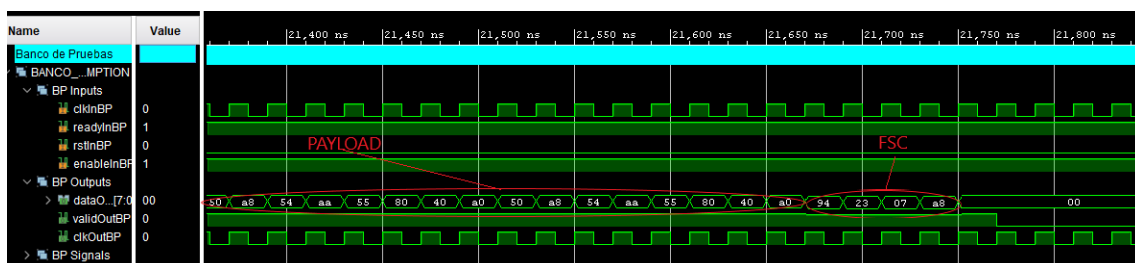 Name Value
21,400 ns 21,450 ns 21,500 ns 21,550 ns 21,600 ns 21,650 ns 21,700 ns 21,750 ns 21,800 ns
Banco de Pruebas
BANCO_...MPTION
BP Inputs
clkInBP 0
readyInBP 1
rstInBP 0
PAYLOAD FSC
enableInBP 1
BP Outputs
dataO...[7:0 00 50 a8 54 aa 55 80 40 a0 50 a8 54 aa 55 80 40 a0 94 23 07 a8 00
validOutBP 0
clkOutBP 0
BP Signals